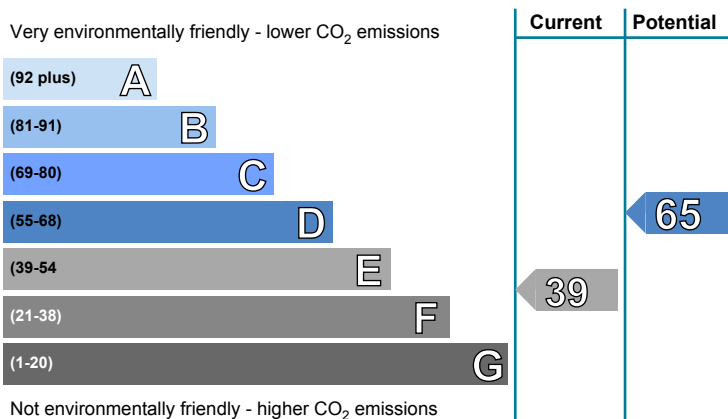 Current Potential
Very environmentally friendly - lower CO2 emissions
(92 plus) A
(81-91) B
(69-80) C
(55-68) D
65
(39-54 E
39
(21-38) F
(1-20) G
Not environmentally friendly - higher CO2 emissions